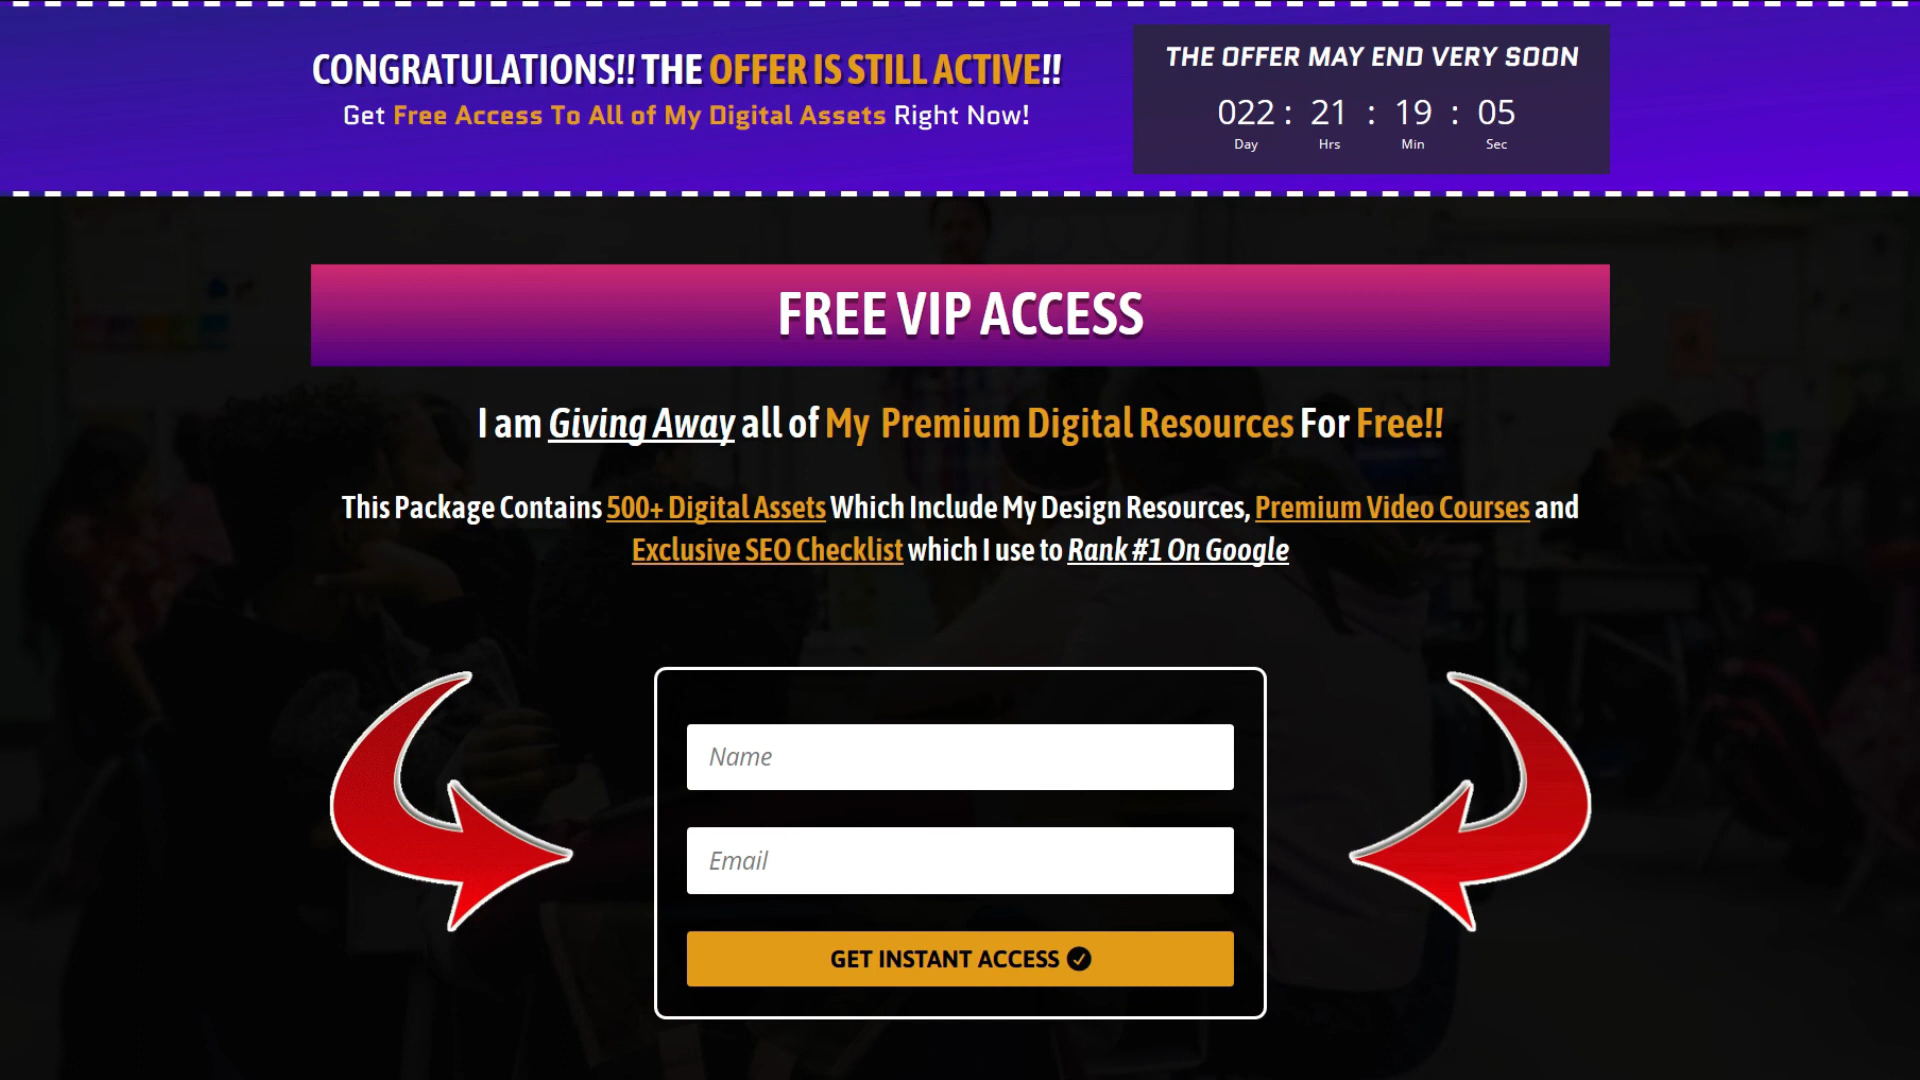 CONGRATULATIONS!! THE OFFER IS STILL ACTIVE!!
Get Free Access To All of My Digital Assets Right Now!
THE OFFER MAY END VERY SOON
022 : 21 : 19 : 05
Day Hrs Min Sec
FREE VIP ACCESS
I am Giving Away all of My Premium Digital Resources For Free!!
This Package Contains 500+ Digital Assets Which Include My Design Resources, Premium Video Courses and
Exclusive SEO Checklist which I use to Rank #1 On Google
Name
Email
GET INSTANT ACCESS